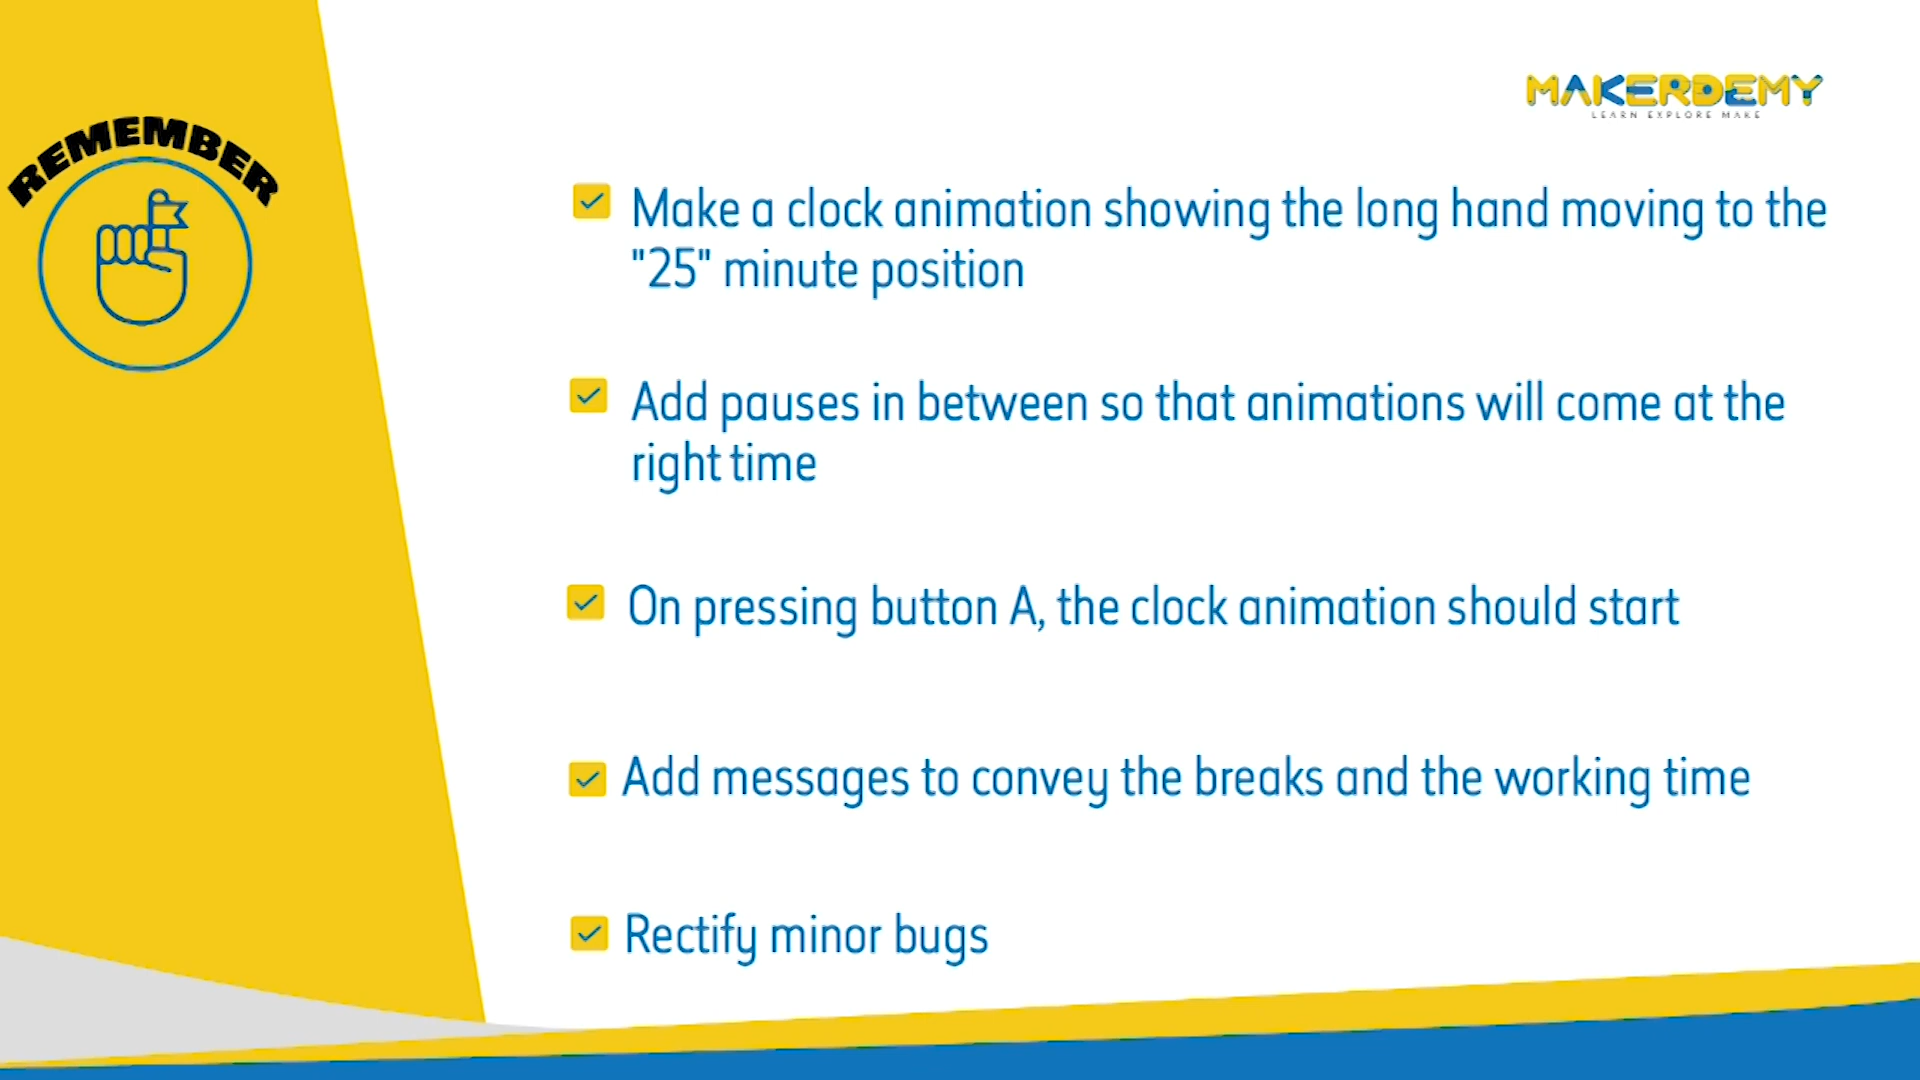 REMEMBER
MAKERDEMY
LEARN EXPLORE MAKE
Make a clock animation showing the long hand moving to the
"25" minute position
Add pauses in between so that animations will come at the
right time
On pressing button A, the clock animation should start
Add messages to convey the breaks and the working time
Rectify minor bugs